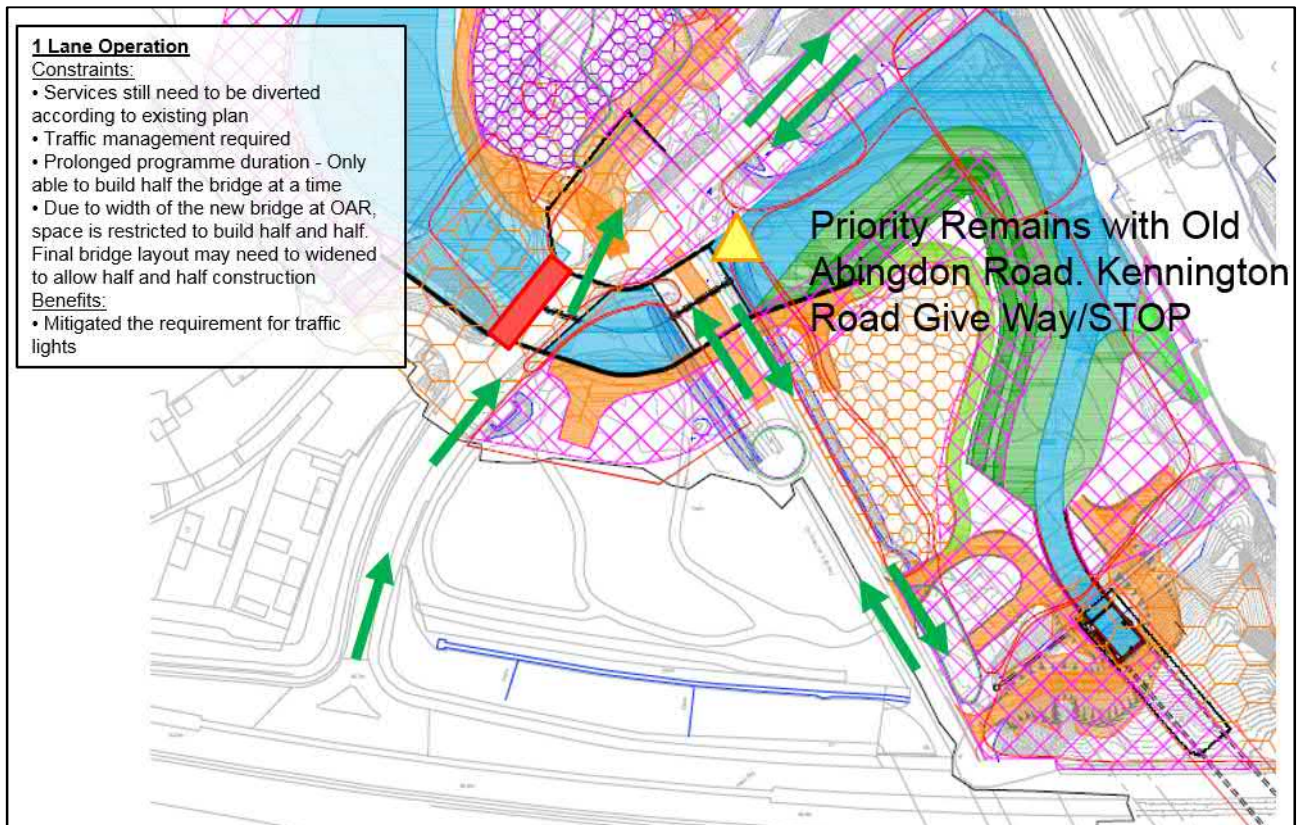 1 Lane Operation
Constraints:
• Services still need to be diverted
according to existing plan
• Traffic management required
• Prolonged programme duration - Only
able to build half the bridge at a time
• Due to width of the new bridge at OAR,
space is restricted to build half and half.
Final bridge layout may need to widened
to allow half and half construction
Benefits:
• Mitigated the requirement for traffic
lights
Priority Remains with Old
Abingdon Road. Kennington
Road Give Way/STOP